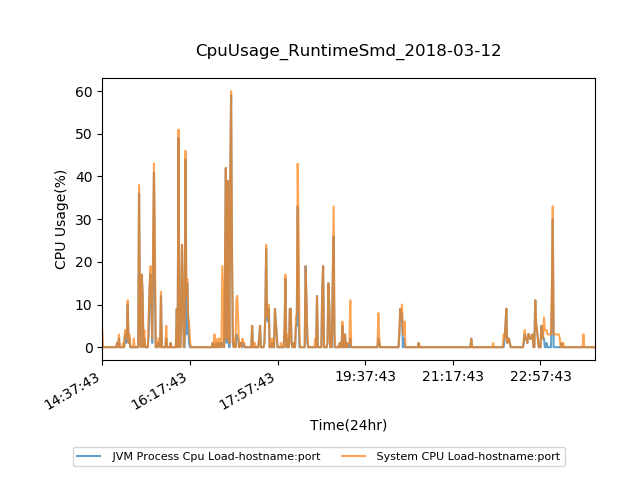 CpuUsage_RuntimeSmd_2018-03-12
60
50
40
30
20
10
0
CPU Usage(%)
14:37:43
16:17:43
17:57:43
19:37:43
21:17:43
22:57:43
Time(24hr)
JVM Process Cpu Load-hostname:port
System CPU Load-hostname:port